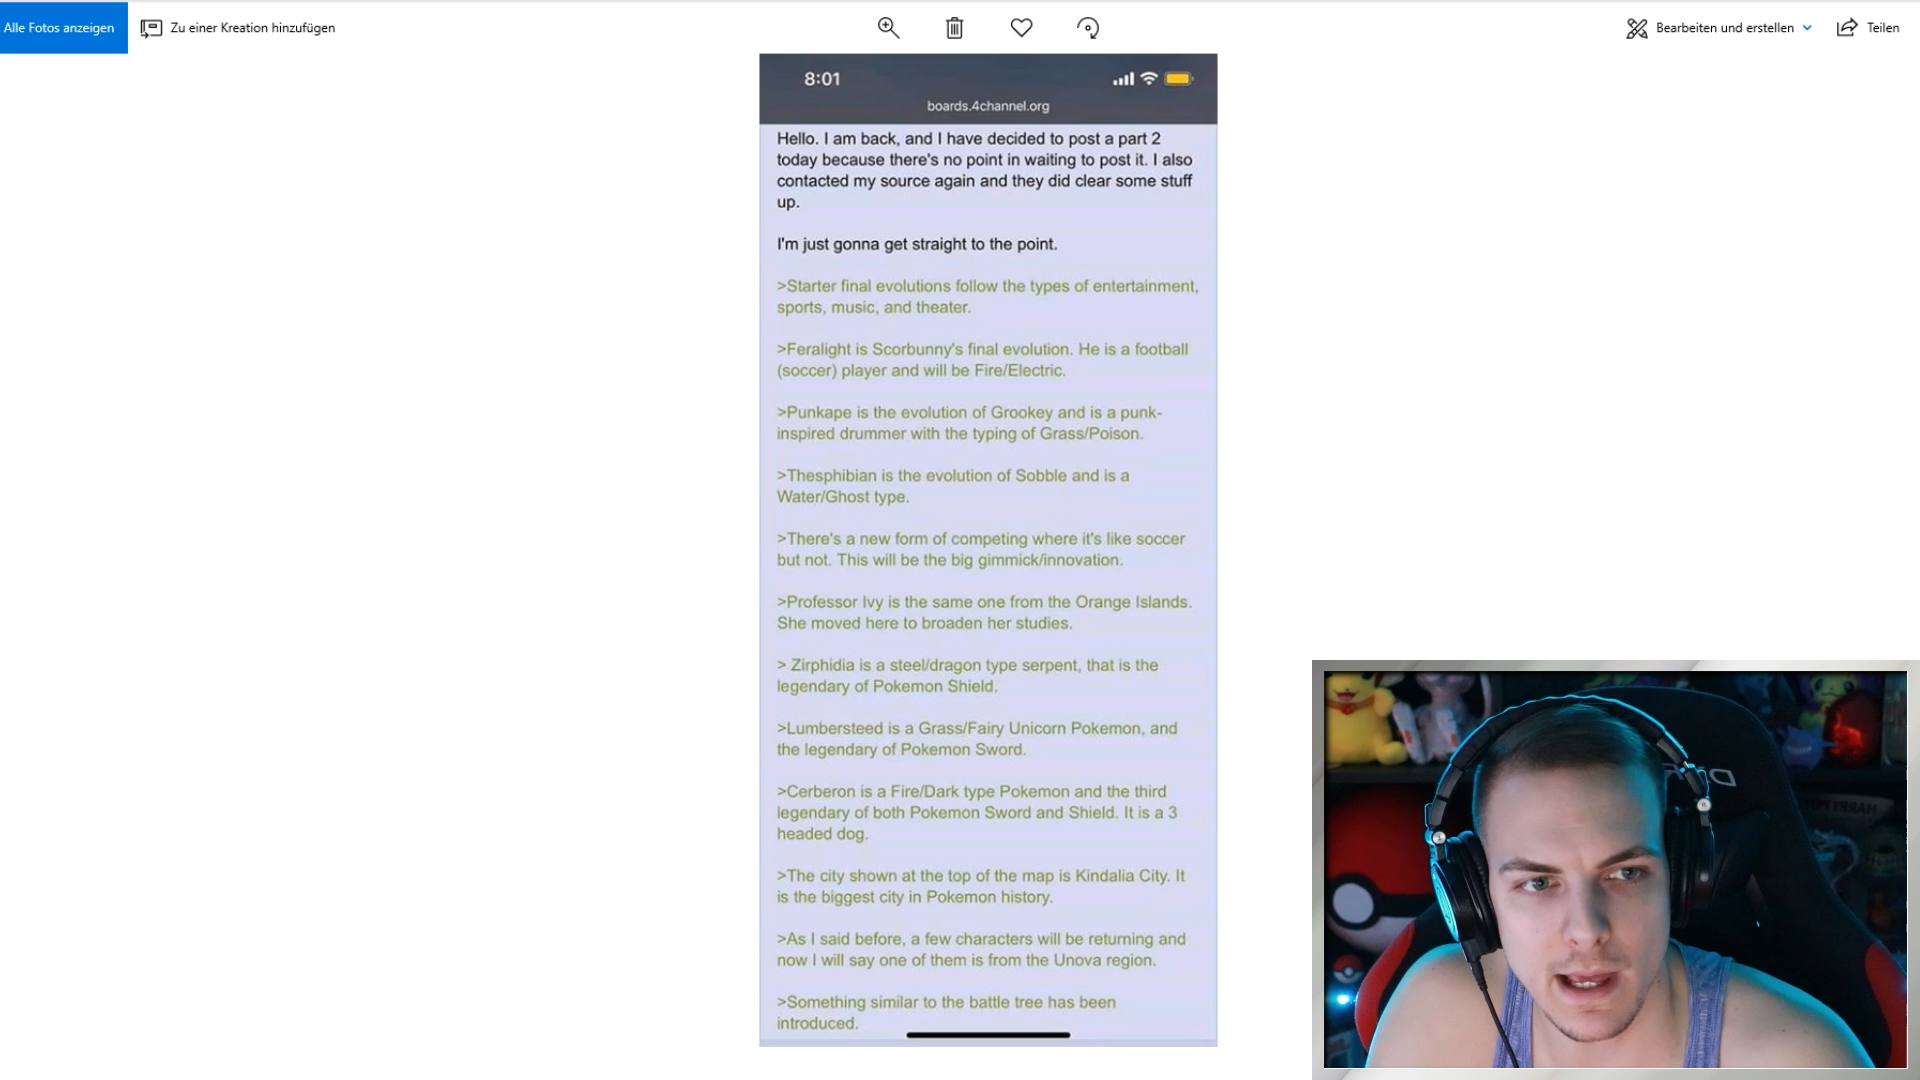 Alle Fotos anzeigen
Zu einer Kreation hinzufügen
Bearbeiten und erstellen
Teilen
8:01
boards.4channel.org
Hello. I am back, and I have decided to post a part 2
today because there's no point in waiting to post it. I also
contacted my source again and they did clear some stuff
up.
I'm just gonna get straight to the point.
>Starter final evolutions follow the types of entertainment,
sports, music, and theater.
>Feralight is Scorbunny's final evolution. He is a football
(soccer) player and will be Fire/Electric.
>Punkape is the evolution of Grookey and is a punk-
inspired drummer with the typing of Grass/Poison.
>Thesphibian is the evolution of Sobble and is a
Water/Ghost type.
>There's a new form of competing where it's like soccer
but not. This will be the big gimmick/innovation.
>Professor Ivy is the same one from the Orange Islands.
She moved here to broaden her studies.
> Zirphidia is a steel/dragon type serpent, that is the
legendary of Pokemon Shield.
>Lumbersteed is a Grass/Fairy Unicorn Pokemon, and
the legendary of Pokemon Sword.
>Cerberon is a Fire/Dark type Pokemon and the third
legendary of both Pokemon Sword and Shield. It is a 3
headed dog.
>The city shown at the top of the map is Kindalia City. It
is the biggest city in Pokemon history.
>As I said before, a few characters will be returning and
now I will say one of them is from the Unova region.
>Something similar to the battle tree has been
introduced.